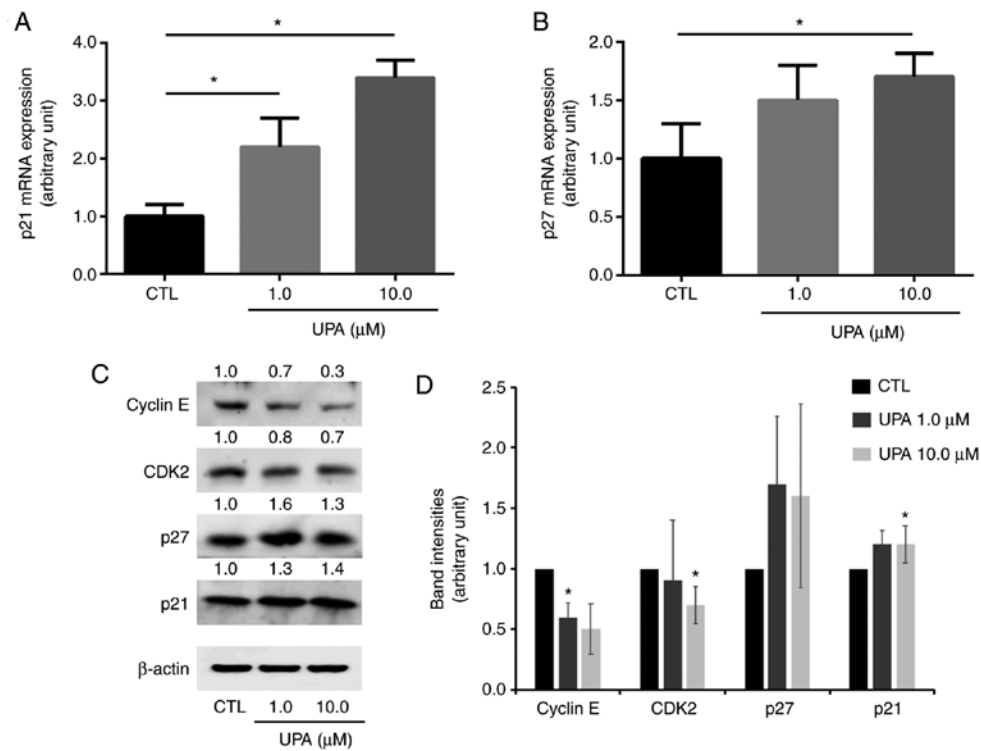 A
p21 mRNA expression
(arbitrary unit)
4.0
3.0
2.0
1.0
0.0
*
*
CTL
1.0
10.0
UPA (μM)
B
p27 mRNA expression
(arbitrary unit)
2.0
1.5
1.0
0.5
0.0
*
CTL
1.0
10.0
UPA (μM)
C
1.0 0.7 0.3
Cyclin E
1.0 0.8 0.7
CDK2
1.0 1.6 1.3
p27
1.0 1.3 1.4
p21
β-actin
CTL 1.0 10.0
UPA (μM)
D
Band intensities
(arbitrary unit)
2.5
2.0
1.5
1.0
0.5
0.0
CTL
UPA 1.0 μM
UPA 10.0 μM
*
*
*
Cyclin E
CDK2
p27
p21